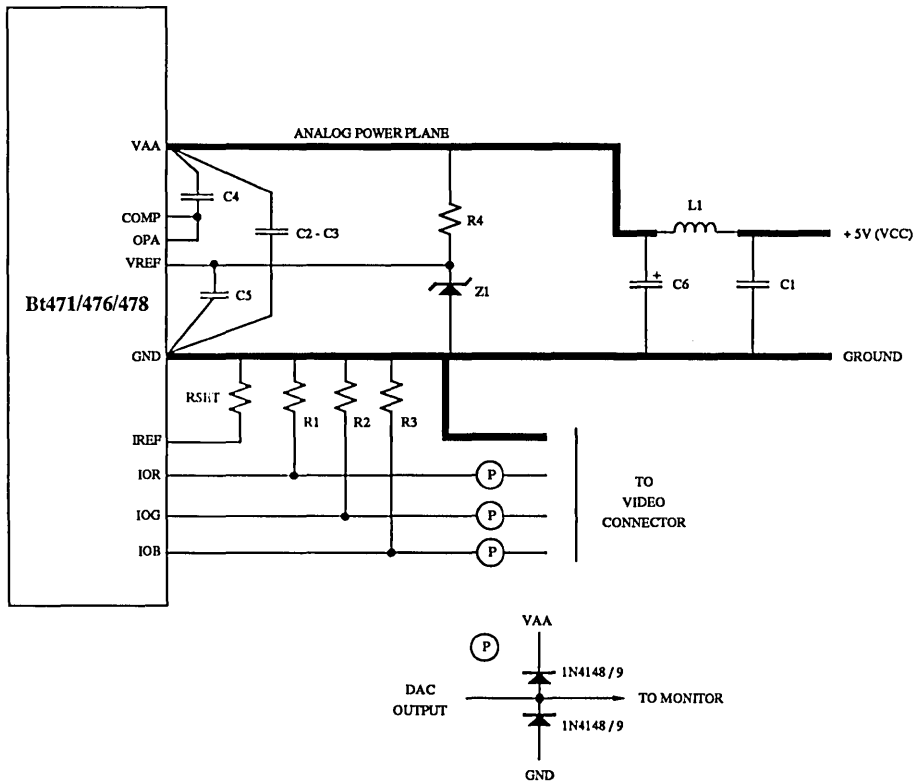 ANALOG POWER PLANE
VAA
C4
L1
COMP
C2 - C3
R4
+ 5V (VCC)
OPA
VREF
+
C5
Z1
C6
C1
Bt471/476/478
GND
GROUND
RSET
R1
R2
R3
IREF
IOR
P
TO
VIDEO
CONNECTOR
IOG
P
IOB
P
VAA
P
1N4148 / 9
DAC
OUTPUT
TO MONITOR
1N4148 / 9
GND